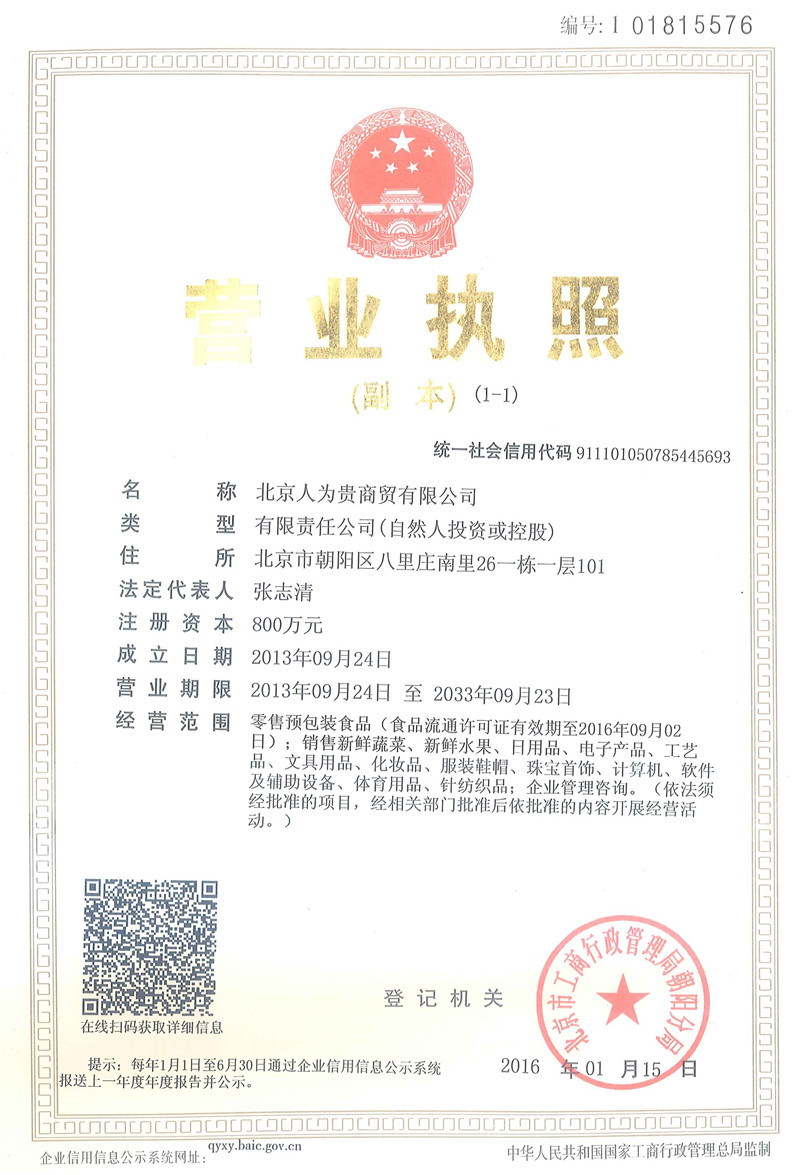 编号: 1 01815576
营业执照
(副 本) (1-1)
统一社会信用代码 911101050785445693
名 称 北京人为贵商贸有限公司
类 型 有限责任公司(自然人投资或控股)
住 所 北京市朝阳区八里庄南里26一栋一层101
法定代表人 张志清
注 册 资 本 800万元
成 立 日 期 2013年09月24日
营 业 期 限 2013年09月24日 至 2033年09月23日
经 营 范 围 零售预包装食品（食品流通许可证有效期至2016年09月02
日）；销售新鲜蔬菜、新鲜水果、日用品、电子产品、工艺
品、文具用品、化妆品、服装鞋帽、珠宝首饰、计算机、软件
及辅助设备、体育用品、针纺织品；企业管理咨询。（依法须
经批准的项目，经相关部门批准后依批准的内容开展经营活
动。）
在线扫码获取详细信息
登 记 机 关
北京市工商行政管理局朝阳分局
2016 年 01 月 15 日
提示：每年1月1日至6月30日通过企业信用信息公示系统
报送上一年度年度报告并公示。
企业信用信息公示系统网址： qyxy.baic.gov.cn
中华人民共和国国家工商行政管理总局监制